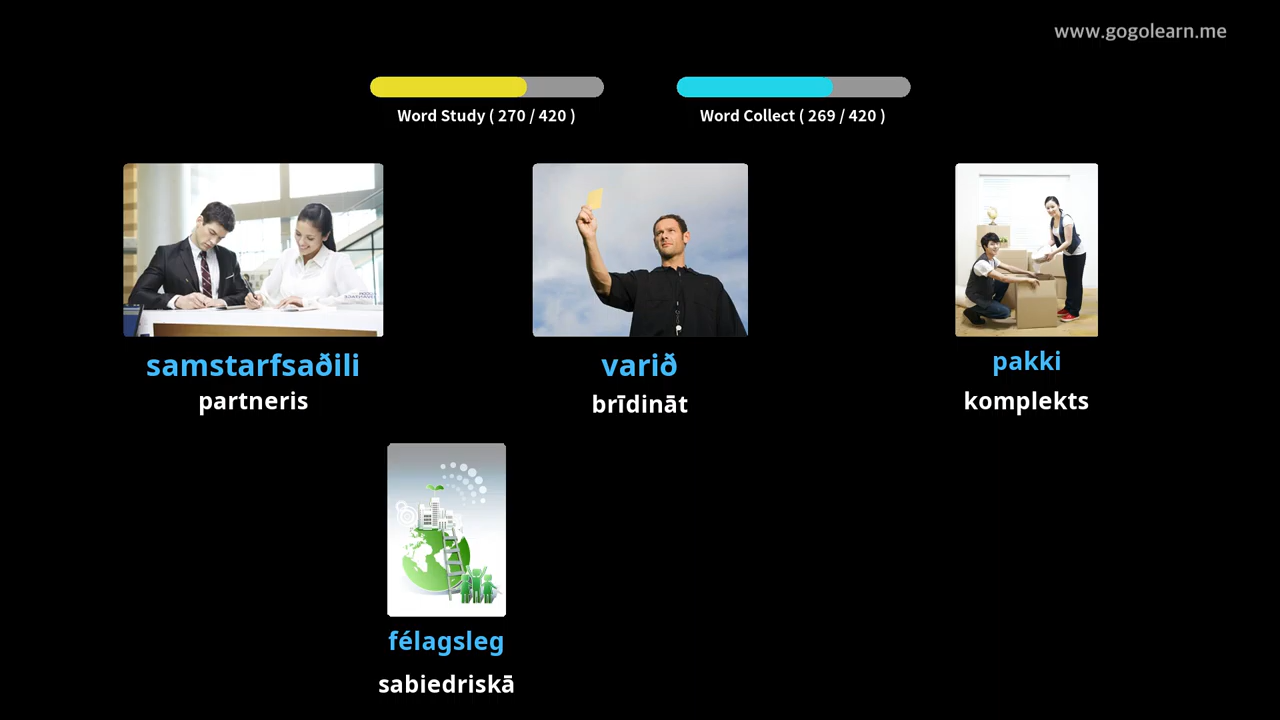 www.gogolearn.me
Word Study ( 270 / 420 )
Word Collect ( 269 / 420 )
samstarfsaðili
partneris
varið
brīdināt
pakki
komplekts
félagsleg
sabiedriskā